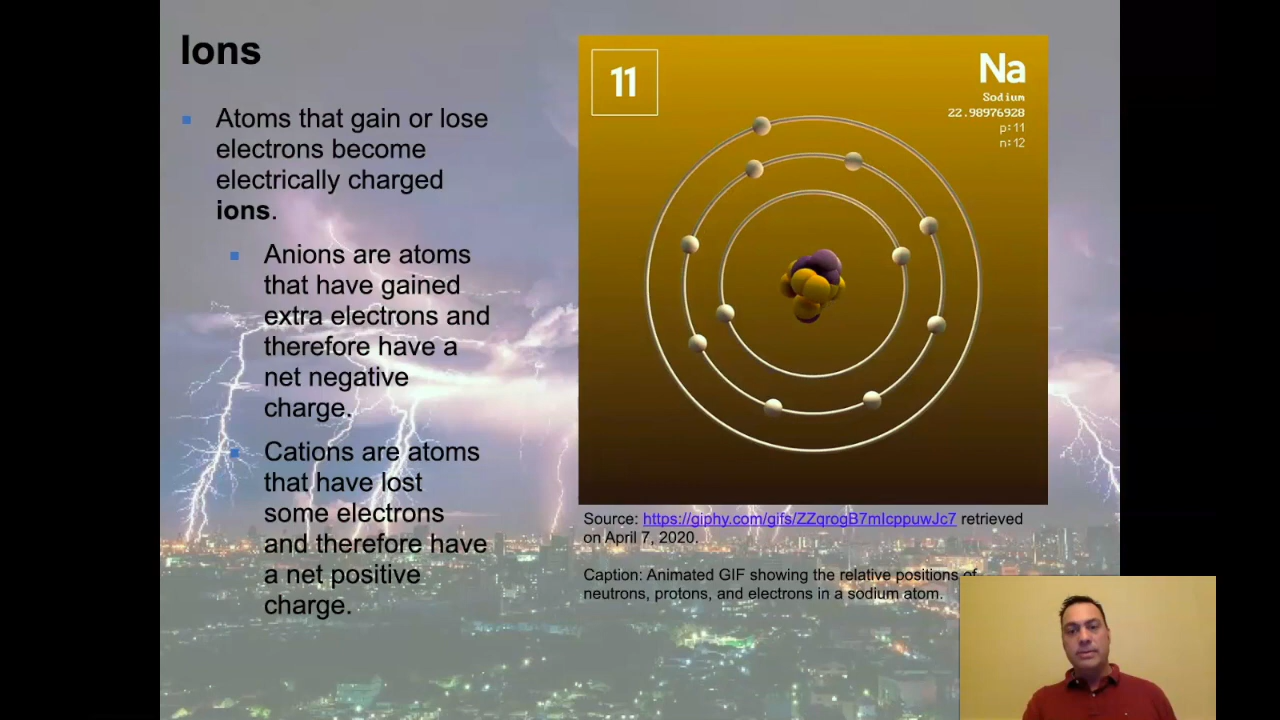 Ions
Atoms that gain or lose
electrons become
electrically charged
ions.
Anions are atoms
that have gained
extra electrons and
therefore have a
net negative
charge.
Cations are atoms
that have lost
some electrons
and therefore have
a net positive
charge.
11
Na
Sodium
22.98976928
p:11
n:12
Source: https://giphy.com/gifs/ZZqrogB7mIcppuwJc7 retrieved
on April 7, 2020.
Caption: Animated GIF showing the relative positions of
neutrons, protons, and electrons in a sodium atom.